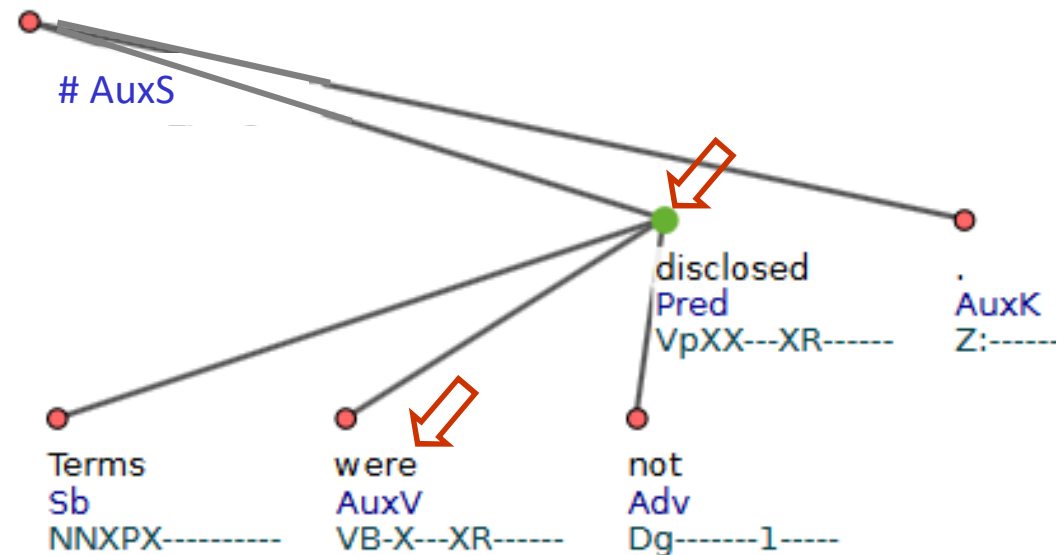 # AuxS
disclosed
Pred
VpXX---XR------
.
AuxK
Z:------
Terms
Sb
NNXPX----------
were
AuxV
VB-X---XR------
not
Adv
Dg-------1-----